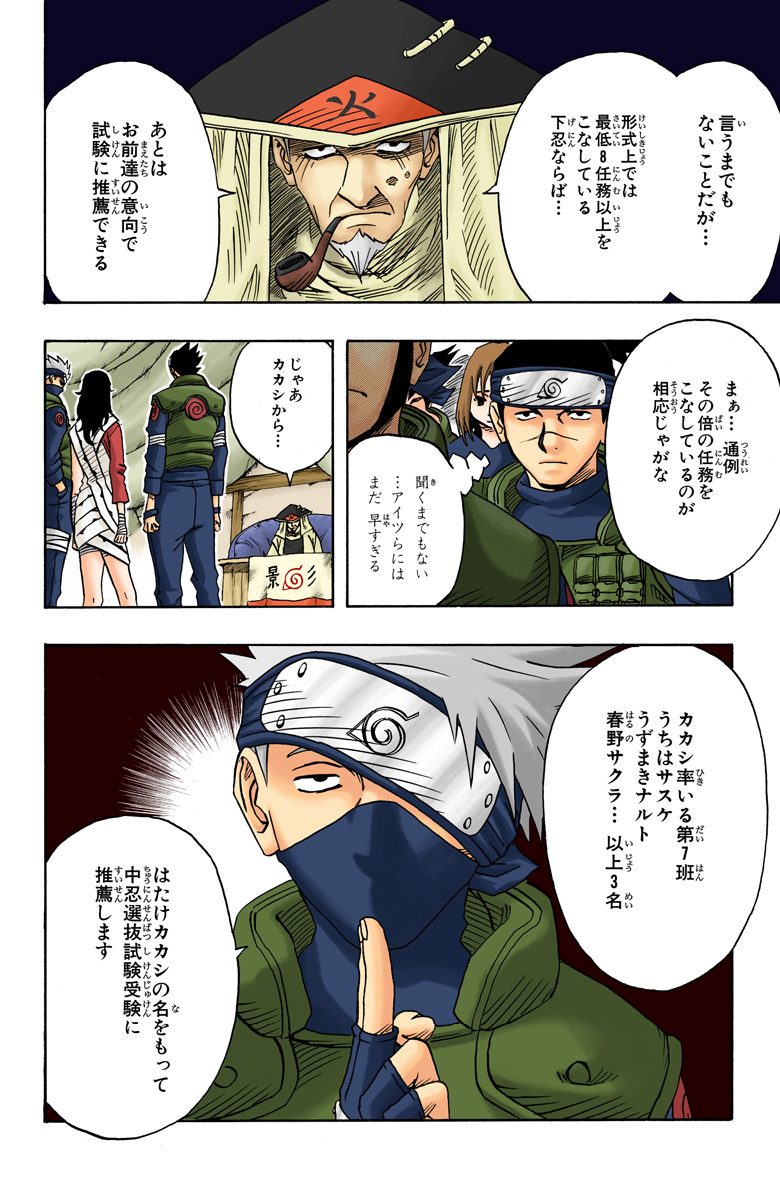 言うまでも
ないことだが…
形式上では
最低8任務以上を
こなしている
下忍ならば…
火
あとは
お前達の意向で
試験に推薦できる
まぁ… 通例
その倍の任務を
こなしているのが
相応じゃがな
聞くまでもない
…アイツらには
まだ 早すぎる
じゃあ
カカシから…
影
カカシ率いる第7班
うちはサスケ
うずまきナルト
春野サクラ… 以上3名
はたけカカシの名をもって
中忍選抜試験受験に
推薦します